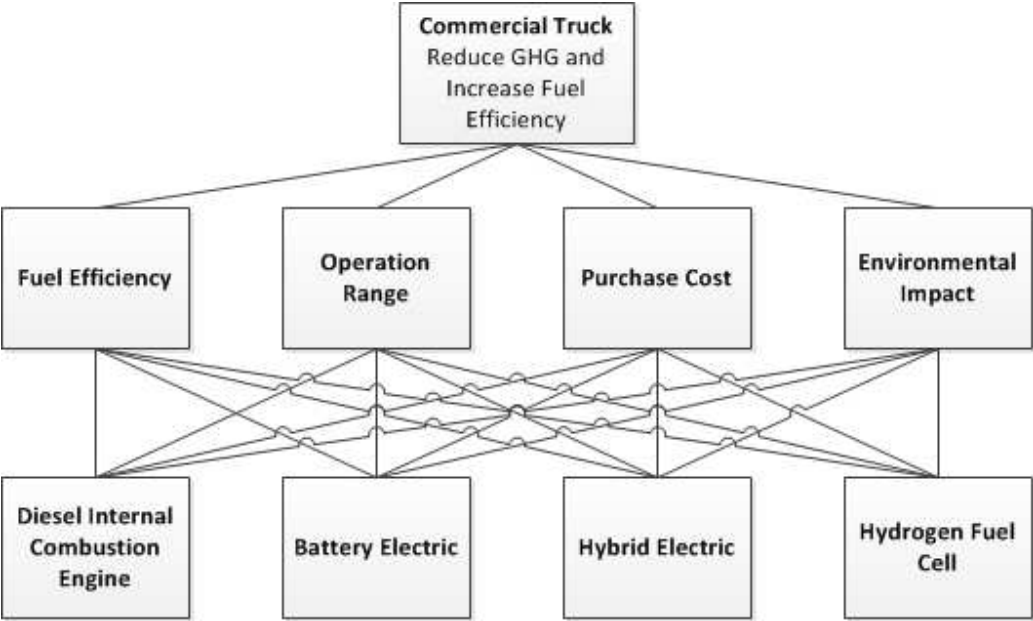 Commercial Truck
Reduce GHG and
Increase Fuel
Efficiency
Fuel Efficiency
Operation
Range
Purchase Cost
Environmental
Impact
Diesel Internal
Combustion
Engine
Battery Electric
Hybrid Electric
Hydrogen Fuel
Cell